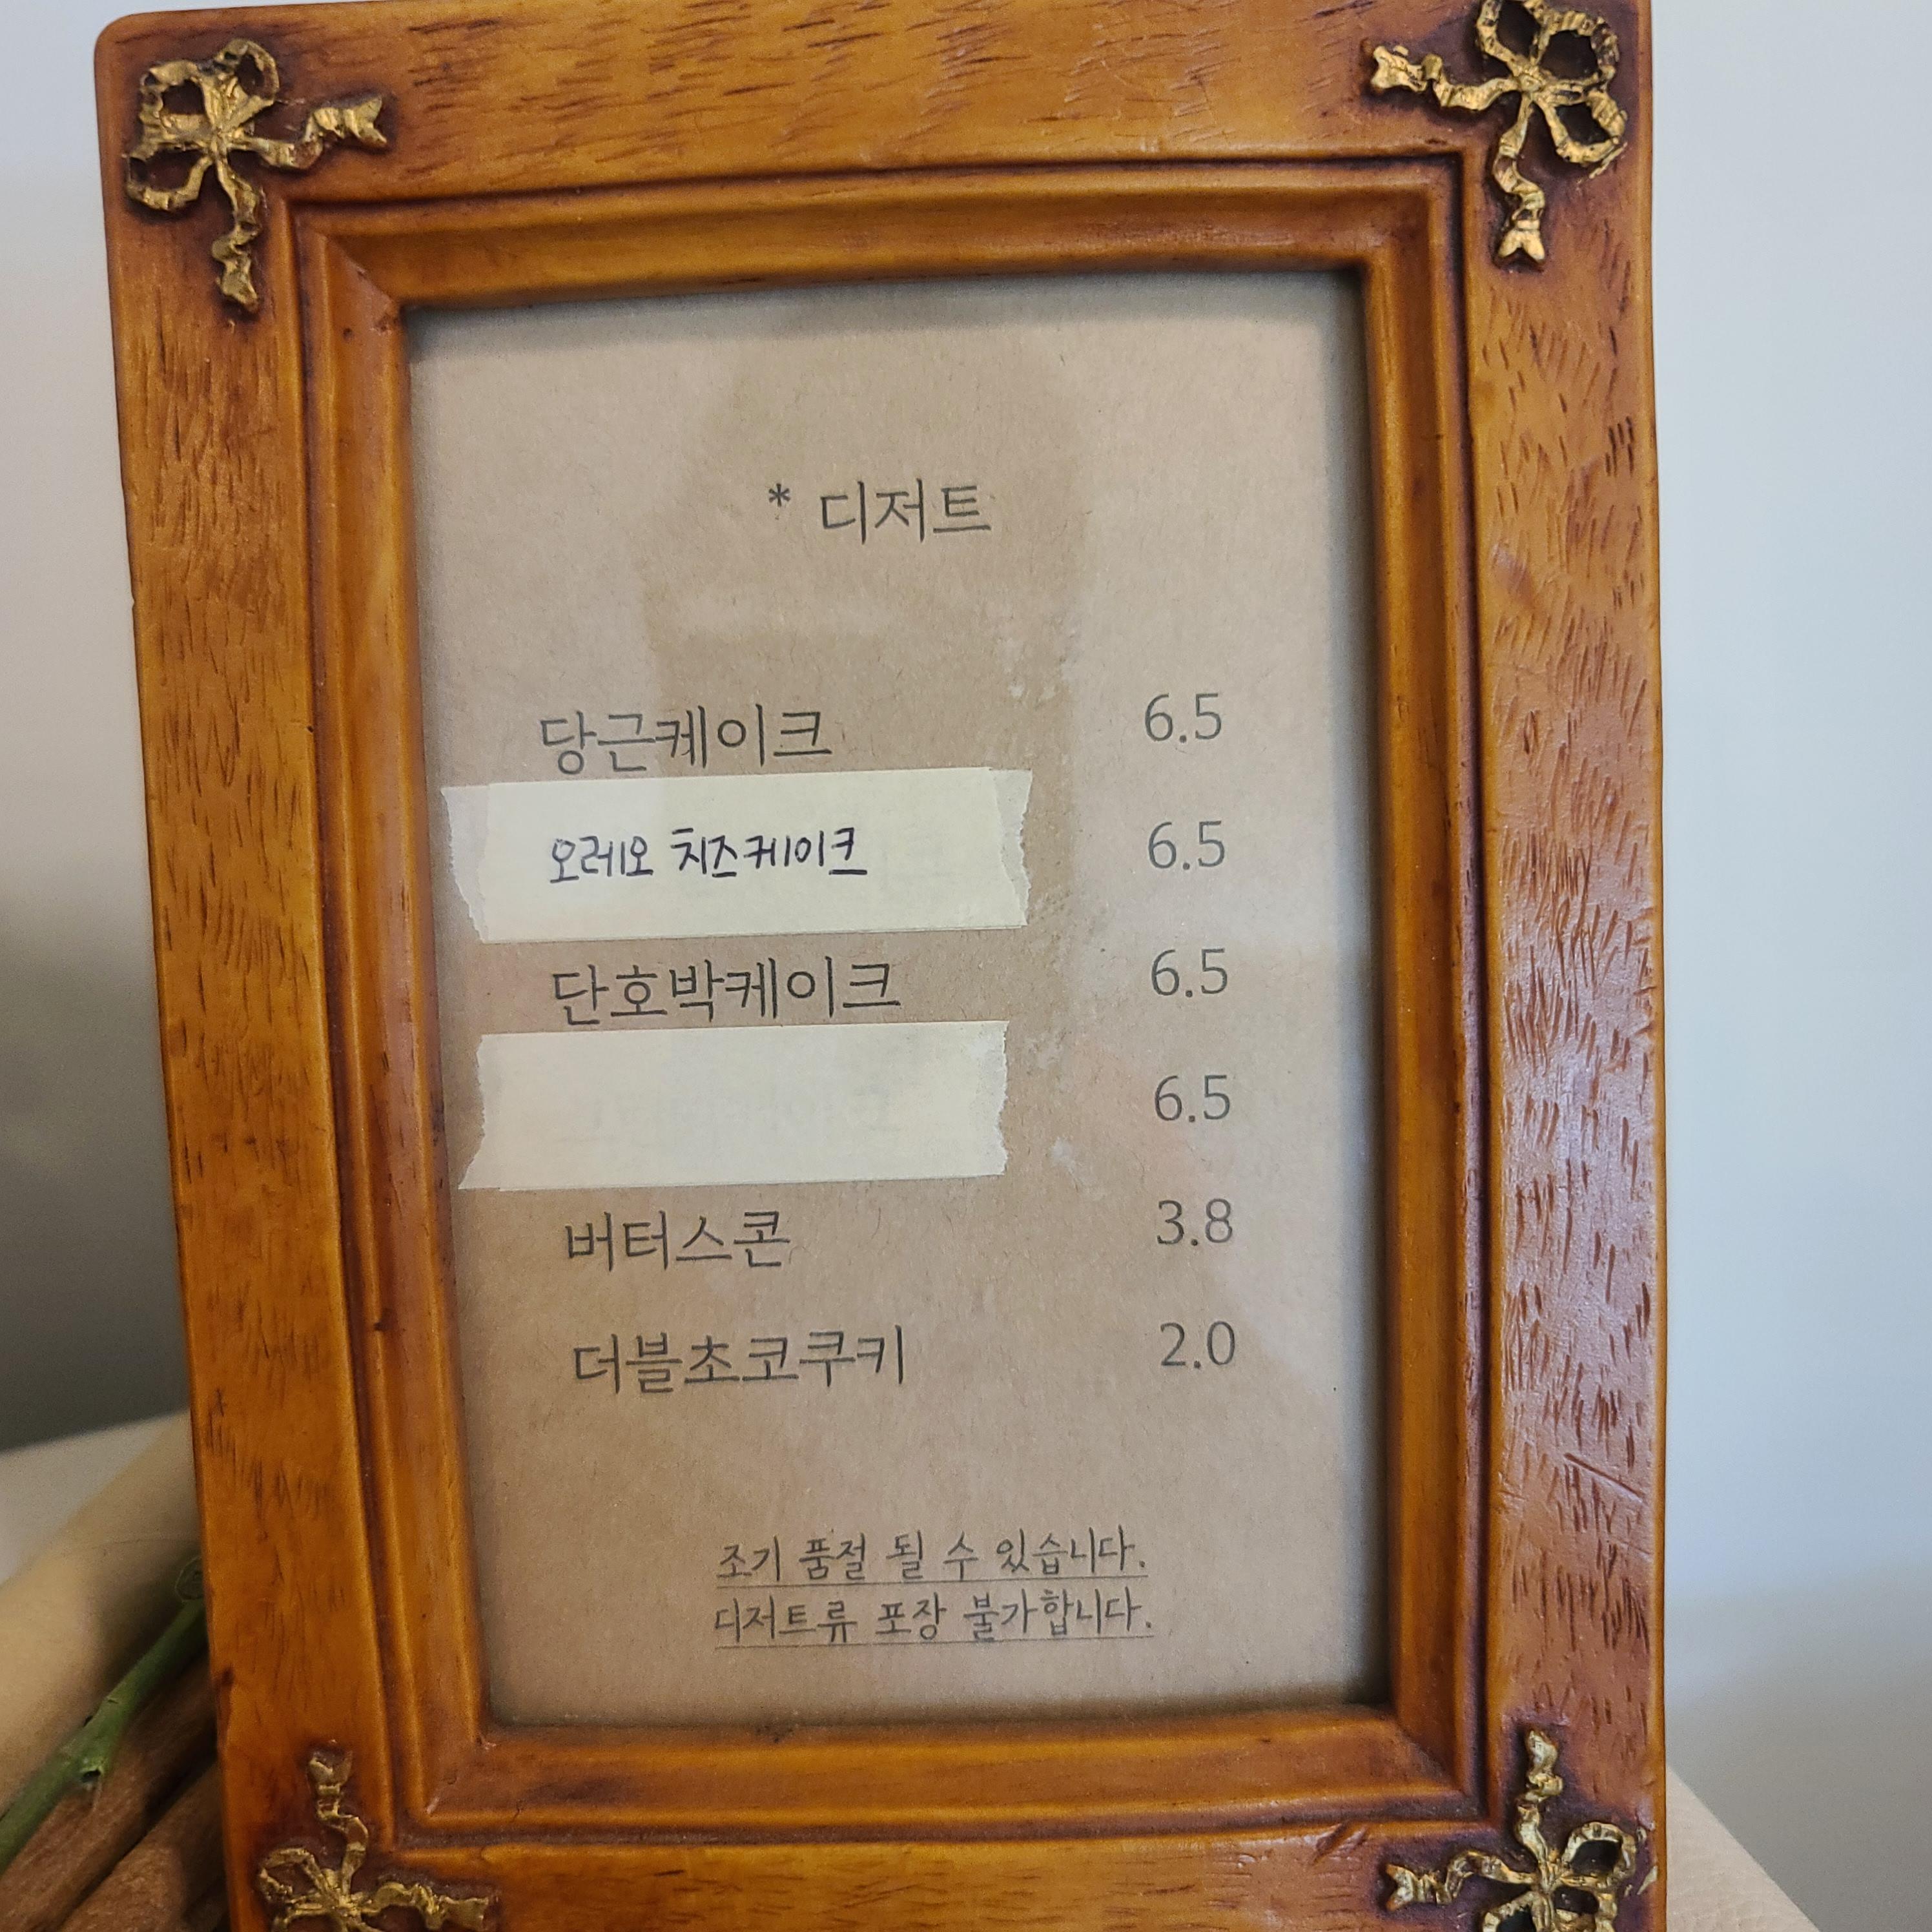 * 디저트
당근케이크 6.5
오레오 치즈케이크 6.5
단호박케이크 6.5
6.5
버터스콘 3.8
더블초코쿠키 2.0
조기 품절 될 수 있습니다.
디저트류 포장 불가합니다.